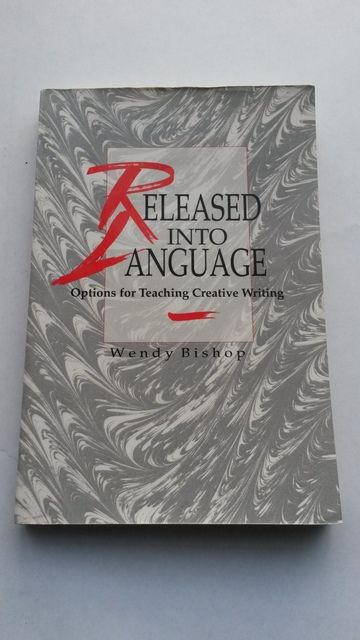 RELEASED
INTO
LANGUAGE
Options for Teaching Creative Writing
Wendy Bishop